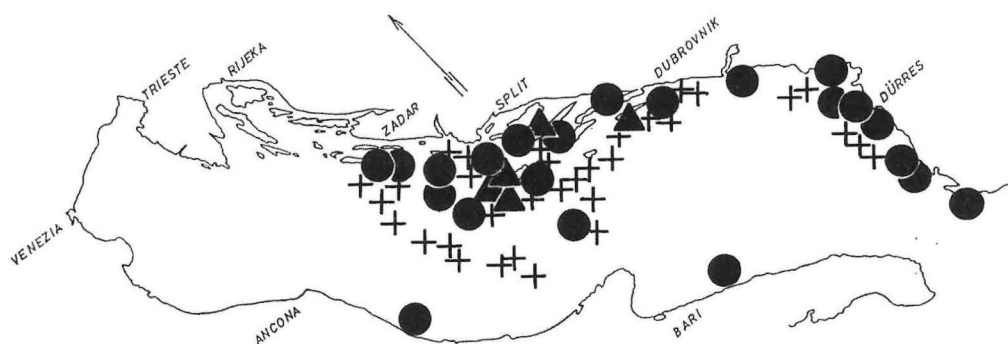 TRIESTE
RIJEKA
ZADAR
SPLIT
DUBROVNIK
DÜRRES
VENEZIA
ANCONA
BARI